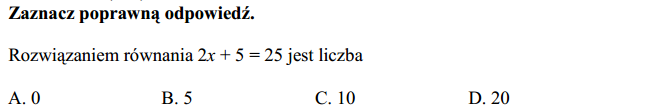 Zaznacz poprawną odpowiedź.
Rozwiązaniem równania 2x + 5 = 25 jest liczba
A. 0 B. 5 C. 10 D. 20